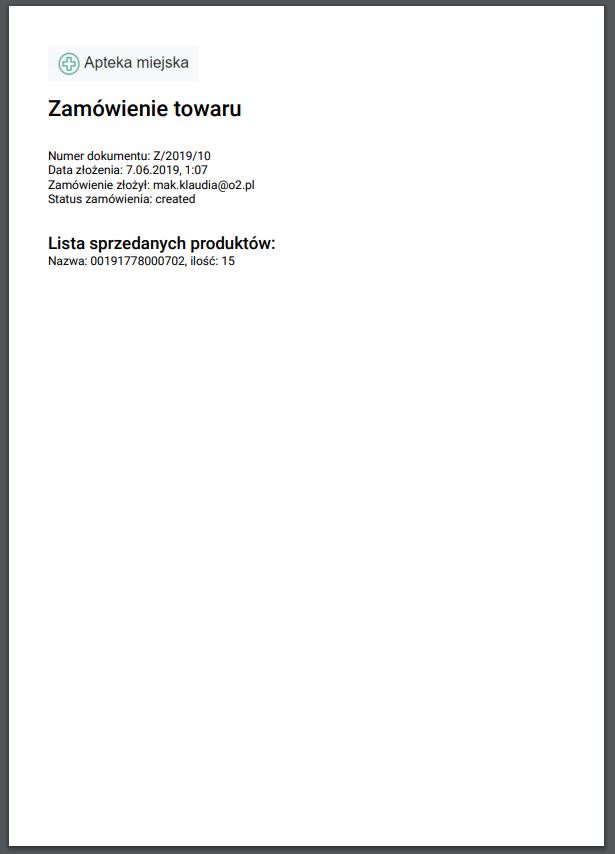 Apteka miejska
Zamówienie towaru
Numer dokumentu: Z/2019/10
Data złożenia: 7.06.2019, 1:07
Zamówienie złożył: mak.klaudia@o2.pl
Status zamówienia: created
Lista sprzedanych produktów:
Nazwa: 00191778000702, ilość: 15